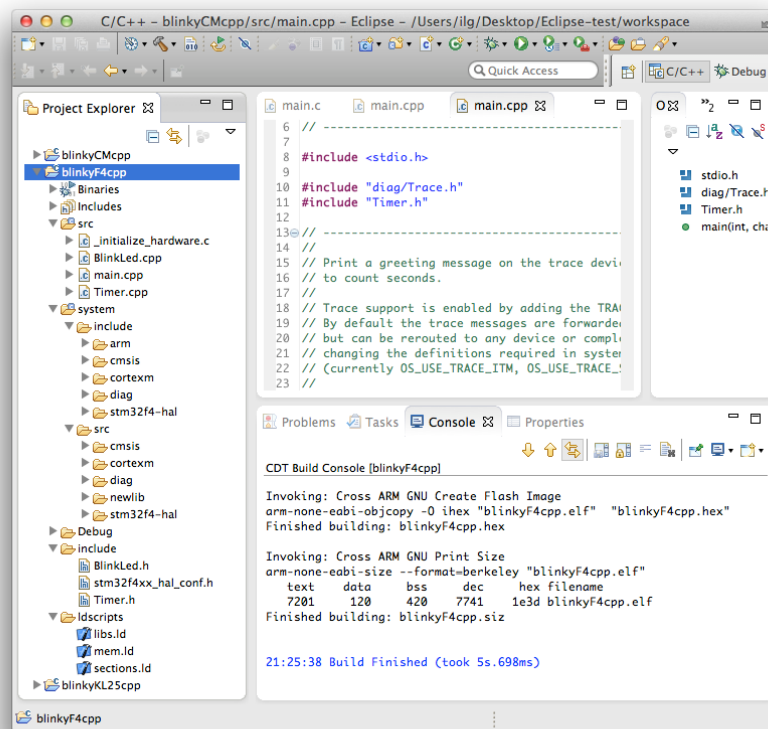 C/C++ – blinkyCMcpp/src/main.cpp – Eclipse – /Users/ilg/Desktop/Eclipse-test/workspace
Quick Access
C/C++
Debug
Project Explorer
blinkyCMcpp
blinkyF4cpp
Binaries
Includes
src
_initialize_hardware.c
BlinkLed.cpp
main.cpp
Timer.cpp
system
include
arm
cmsis
cortexm
diag
stm32f4-hal
src
cmsis
cortexm
diag
newlib
stm32f4-hal
Debug
include
BlinkLed.h
stm32f4xx_hal_conf.h
Timer.h
ldscripts
libs.ld
mem.ld
sections.ld
blinkyKL25cpp
main.c
main.cpp
main.cpp
6 // ----------------------------------------
7
8 #include <stdio.h>
9
10 #include "diag/Trace.h"
11 #include "Timer.h"
12
13 // ----------------------------------------
14 //
15 // Print a greeting message on the trace devi
16 // to count seconds.
17 //
18 // Trace support is enabled by adding the TRA
19 // By default the trace messages are forwarde
20 // but can be rerouted to any device or compl
21 // changing the definitions required in system
22 // (currently OS_USE_TRACE_ITM, OS_USE_TRACE_
23 //
O
2
stdio.h
diag/Trace.h
Timer.h
main(int, cha
Problems
Tasks
Console
Properties
CDT Build Console [blinkyF4cpp]
Invoking: Cross ARM GNU Create Flash Image
arm-none-eabi-objcopy -O ihex "blinkyF4cpp.elf"  "blinkyF4cpp.hex"
Finished building: blinkyF4cpp.hex
Invoking: Cross ARM GNU Print Size
arm-none-eabi-size --format=berkeley "blinkyF4cpp.elf"
text data bss dec hex filename
7201 120 420 7741 1e3d blinkyF4cpp.elf
Finished building: blinkyF4cpp.siz
21:25:38 Build Finished (took 5s.698ms)
blinkyF4cpp